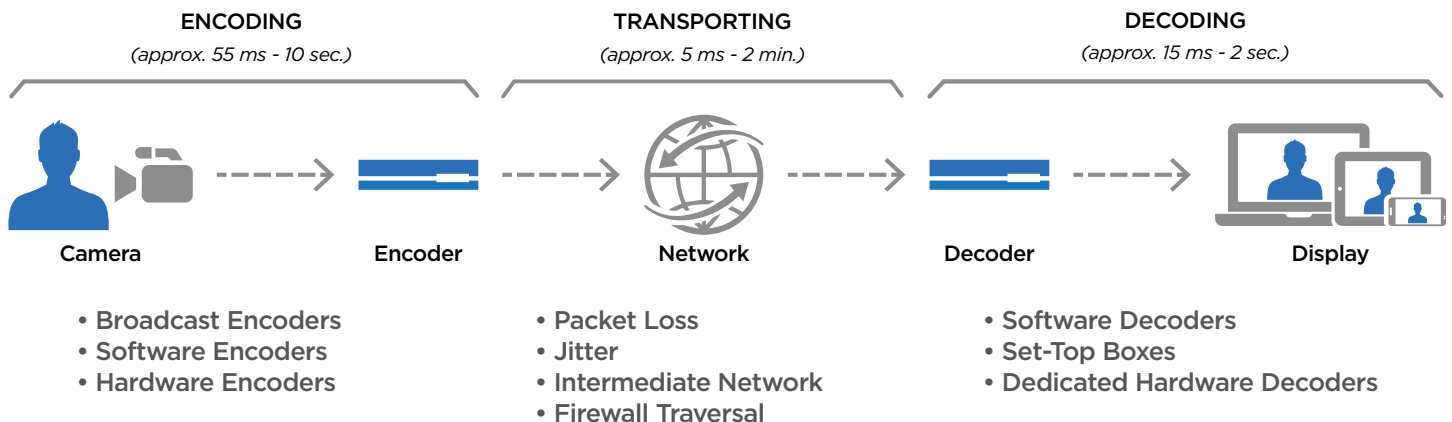 ENCODING
(approx. 55 ms - 10 sec.)
TRANSPORTING
(approx. 5 ms - 2 min.)
DECODING
(approx. 15 ms - 2 sec.)
Camera
Encoder
Network
Decoder
Display
• Broadcast Encoders
• Software Encoders
• Hardware Encoders
• Packet Loss
• Jitter
• Intermediate Network
• Firewall Traversal
• Software Decoders
• Set-Top Boxes
• Dedicated Hardware Decoders